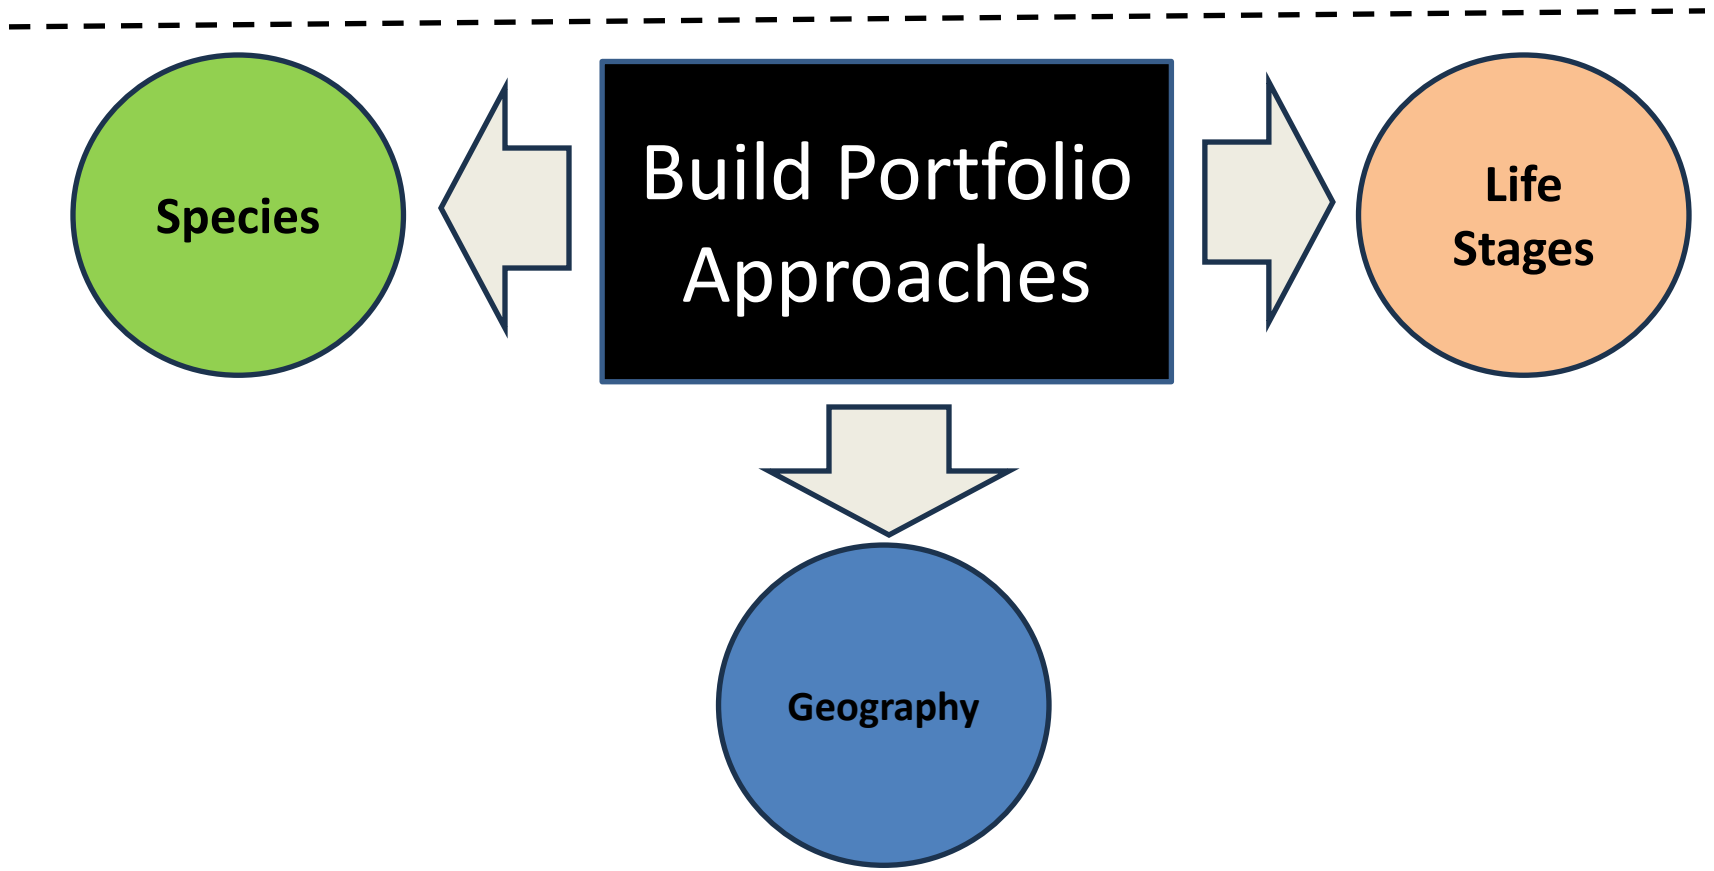 Species
Build Portfolio
Approaches
Life
Stages
Geography